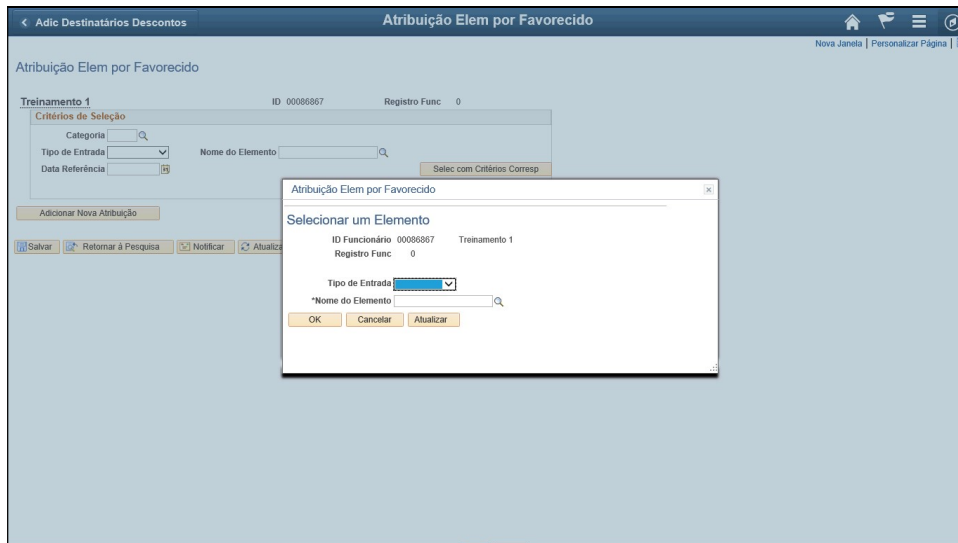 Adic Destinatários Descontos
Atribuição Elem por Favorecido
Nova Janela | Personalizar Página |
Atribuição Elem por Favorecido
Treinamento 1 ID 00086867 Registro Func 0
Critérios de Seleção
Categoria
Tipo de Entrada Nome do Elemento
Data Referência Selec com Critérios Corresp
Adicionar Nova Atribuição
Salvar Retornar à Pesquisa Notificar Atualiza
Atribuição Elem por Favorecido
Selecionar um Elemento
ID Funcionário 00086867 Treinamento 1
Registro Func 0
Tipo de Entrada
*Nome do Elemento
OK Cancelar Atualizar